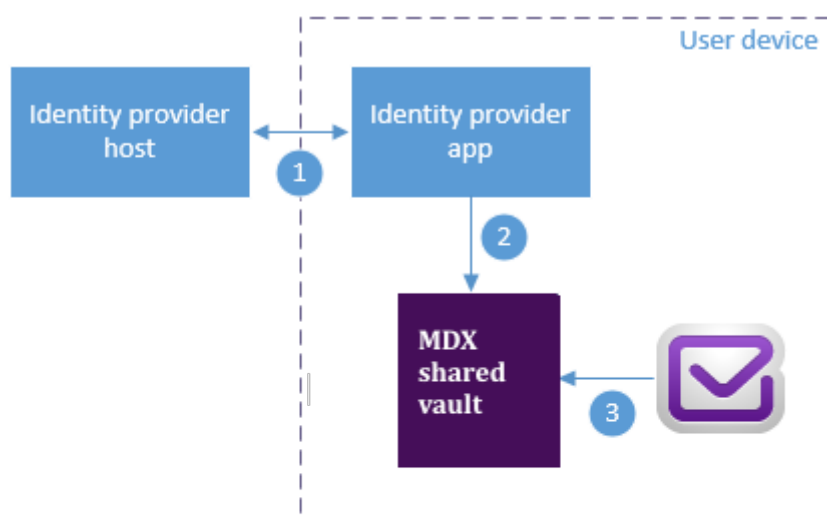 User device
Identity provider
host
Identity provider
app
1
2
MDX
shared
vault
3